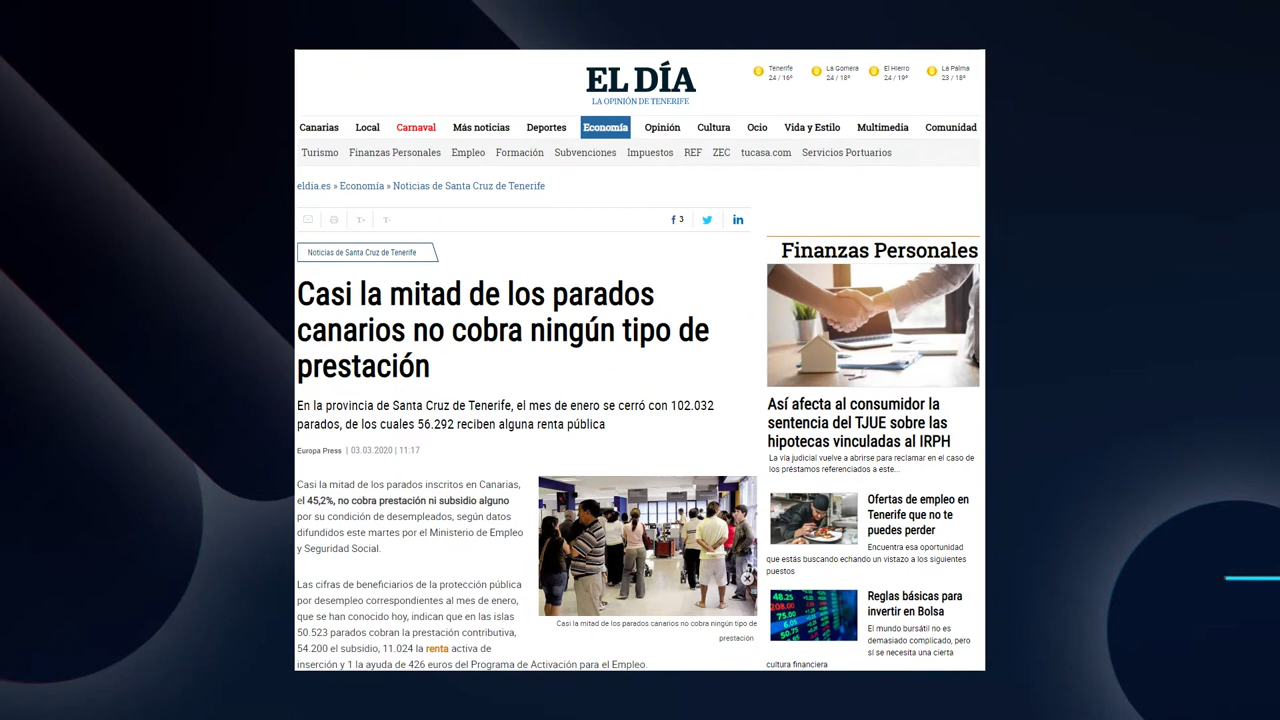 EL DÍA
LA OPINIÓN DE TENERIFE
Tenerife
24 / 16º
La Gomera
24 / 18º
El Hierro
24 / 19º
La Palma
23 / 18º
Canarias Local Carnaval Más noticias Deportes Economía Opinión Cultura Ocio Vida y Estilo Multimedia Comunidad
Turismo Finanzas Personales Empleo Formación Subvenciones Impuestos REF ZEC tucasa.com Servicios Portuarios
eldia.es » Economía » Noticias de Santa Cruz de Tenerife
T+ T-
f 3
in
Noticias de Santa Cruz de Tenerife
Casi la mitad de los parados
canarios no cobra ningún tipo de
prestación
En la provincia de Santa Cruz de Tenerife, el mes de enero se cerró con 102.032
parados, de los cuales 56.292 reciben alguna renta pública
Europa Press | 03.03.2020 | 11:17
Casi la mitad de los parados inscritos en Canarias,
el 45,2%, no cobra prestación ni subsidio alguno
por su condición de desempleados, según datos
difundidos este martes por el Ministerio de Empleo
y Seguridad Social.
Las cifras de beneficiarios de la protección pública
por desempleo correspondientes al mes de enero,
que se han conocido hoy, indican que en las islas
50.523 parados cobran la prestación contributiva,
54.200 el subsidio, 11.024 la renta activa de
inserción y 1 la ayuda de 426 euros del Programa de Activación para el Empleo.
Casi la mitad de los parados canarios no cobra ningún tipo de
prestación
Finanzas Personales
Así afecta al consumidor la
sentencia del TJUE sobre las
hipotecas vinculadas al IRPH
La vía judicial vuelve a abrirse para reclamar en el caso de
los préstamos referenciados a este...
Ofertas de empleo en
Tenerife que no te
puedes perder
Encuentra esa oportunidad
que estás buscando echando un vistazo a los siguientes
puestos
48.25
208.00
75.00
6.05
50.75
Reglas básicas para
invertir en Bolsa
El mundo bursátil no es
demasiado complicado, pero
sí se necesita una cierta
cultura financiera